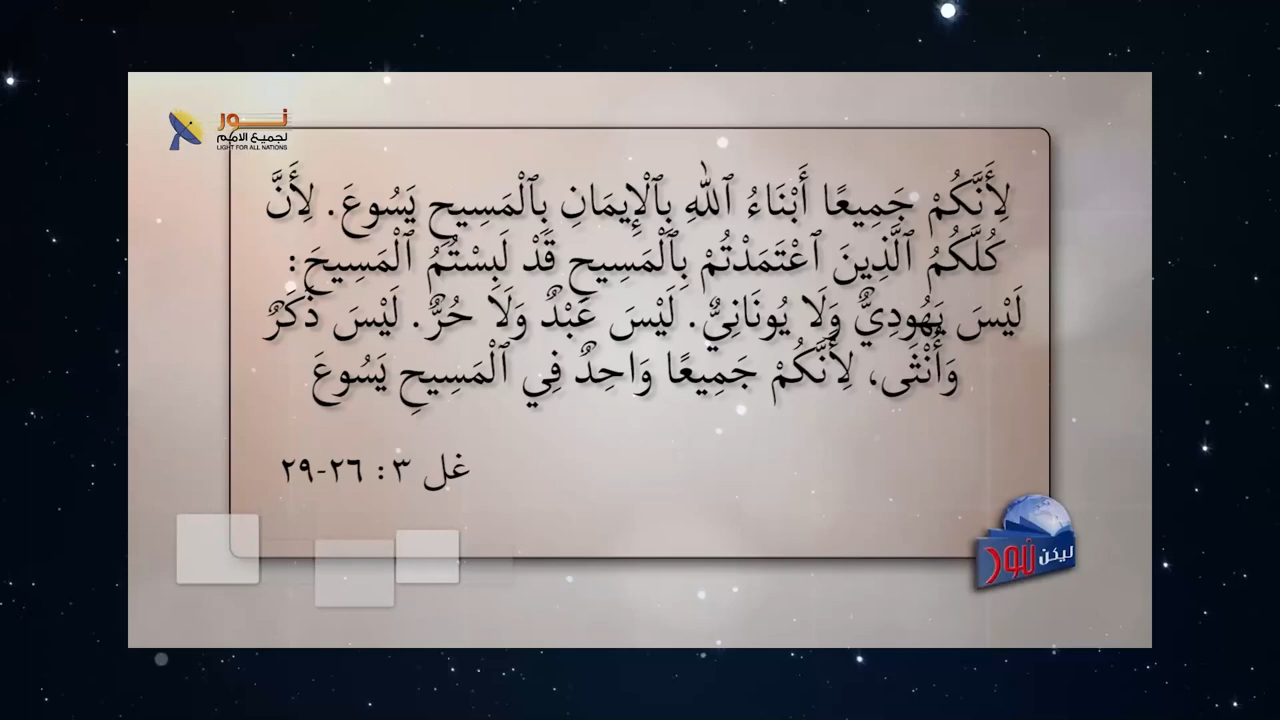 نور
لجميع الامم
LIGHT FOR ALL NATIONS
لِأَنَّكُمْ جَمِيعًا أَبْنَاءُ ٱللهِ بِٱلْإِيمَانِ بِٱلْمَسِيحِ يَسُوعَ. لِأَنَّ
كُلَّكُمُ ٱلَّذِينَ ٱعْتَمَدْتُمْ بِٱلْمَسِيحِ قَدْ لَبِسْتُمُ ٱلْمَسِيحَ:
لَيْسَ يَهُودِيٌّ وَلَا يُونَانِيٌّ. لَيْسَ عَبْدٌ وَلَا حُرٌّ. لَيْسَ ذَكَرٌ
وَأُنْثَى، لِأَنَّكُمْ جَمِيعًا وَاحِدٌ فِي ٱلْمَسِيحِ يَسُوعَ
غل ٣: ٢٦-٢٩
ليكن نور